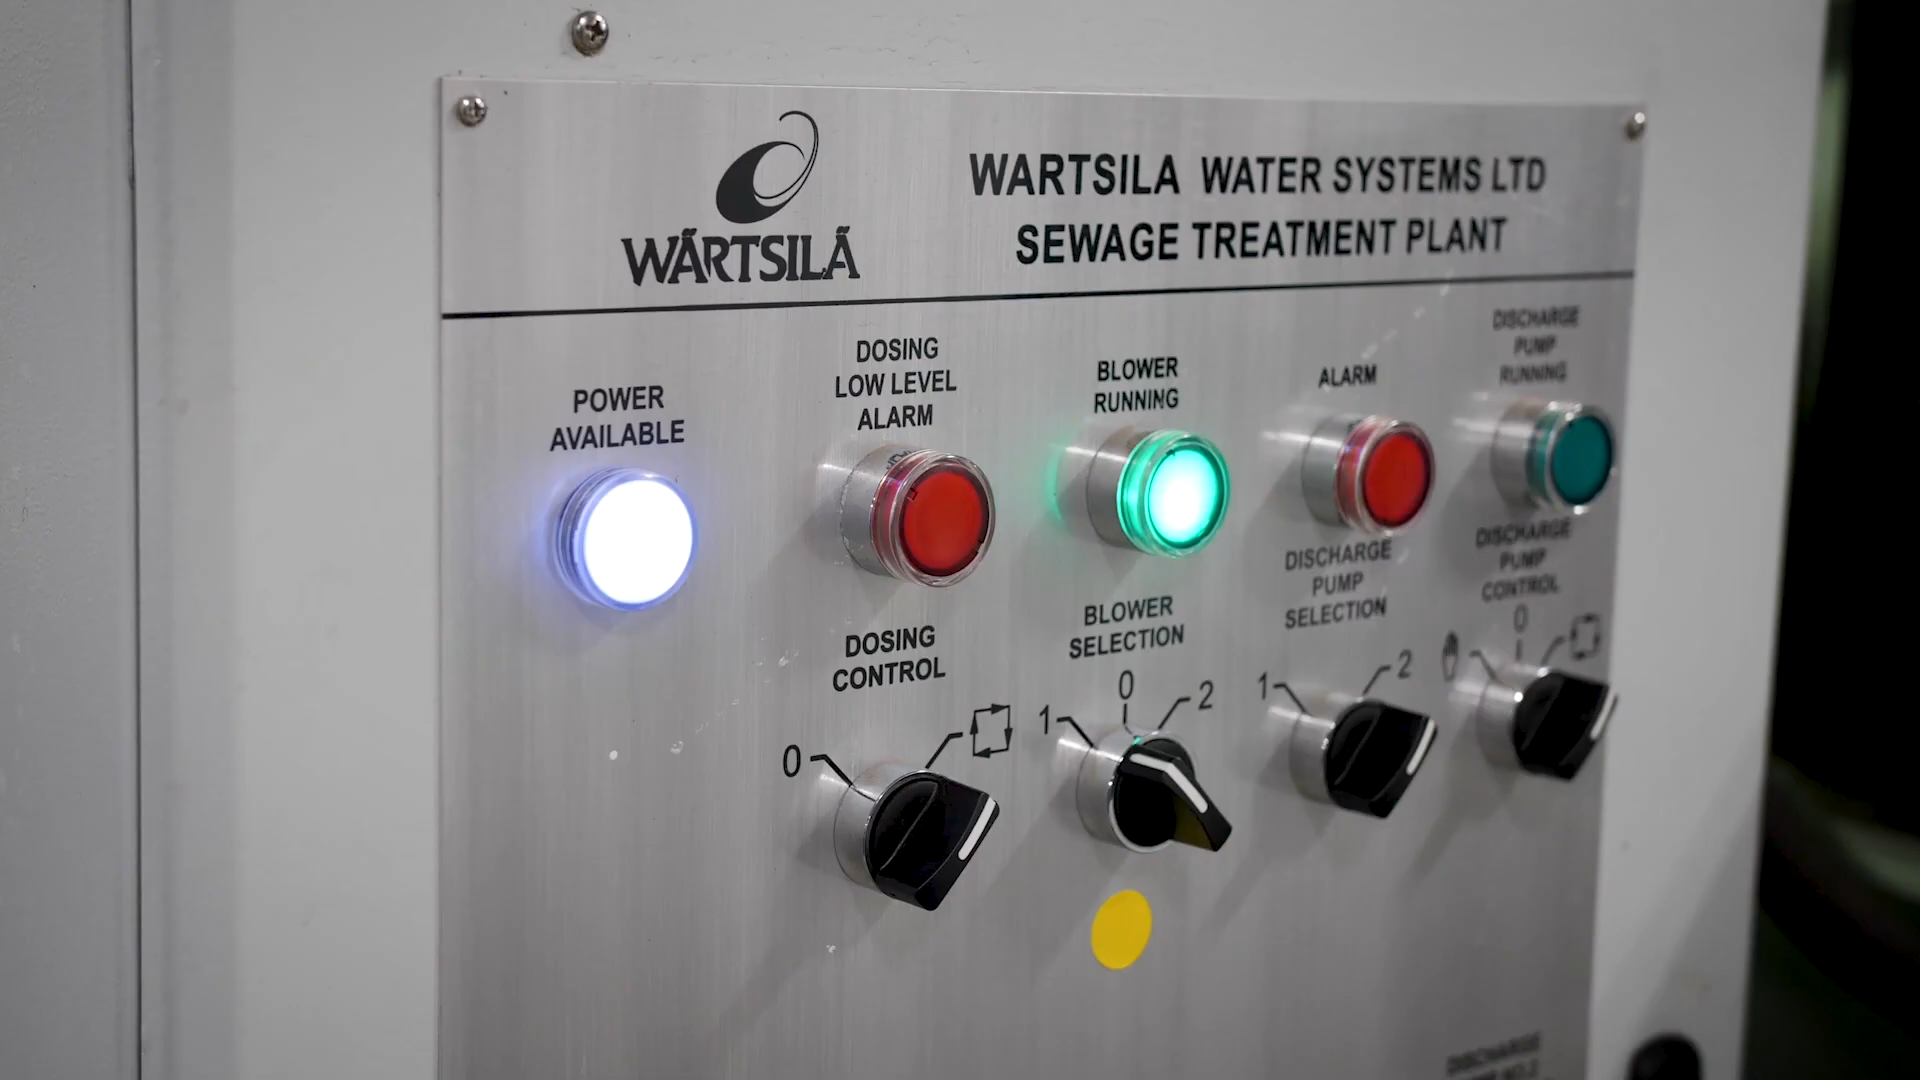 WÄRTSILÄ
WARTSILA WATER SYSTEMS LTD
SEWAGE TREATMENT PLANT
POWER
AVAILABLE
DOSING
LOW LEVEL
ALARM
BLOWER
RUNNING
ALARM
DISCHARGE
PUMP
RUNNING
DOSING
CONTROL
0
BLOWER
SELECTION
1 0 2
DISCHARGE
PUMP
SELECTION
1 2
DISCHARGE
PUMP
CONTROL
0
DISCHARGE